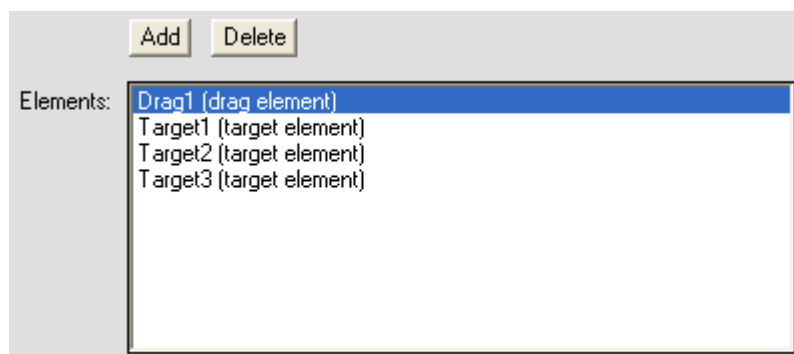 Add Delete
Elements: Drag1 (drag element)
Target1 (target element)
Target2 (target element)
Target3 (target element)